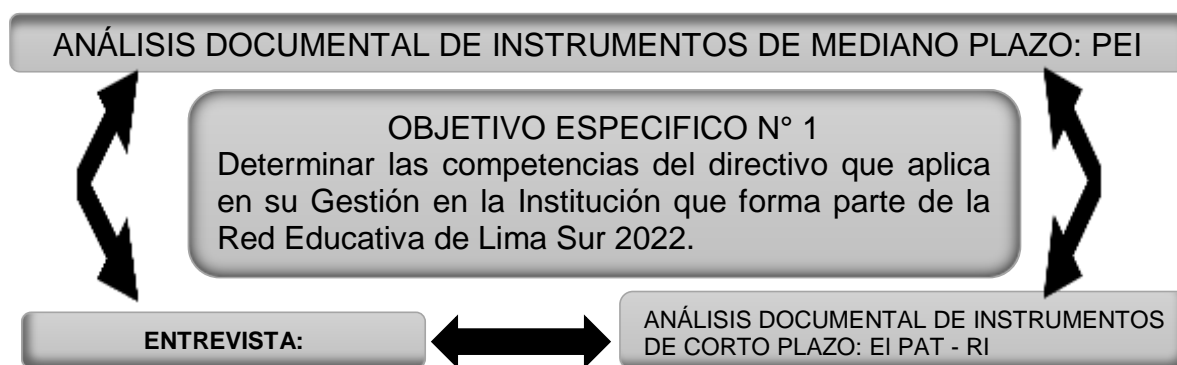 ANÁLISIS DOCUMENTAL DE INSTRUMENTOS DE MEDIANO PLAZO: PEI
OBJETIVO ESPECIFICO N° 1
Determinar las competencias del directivo que aplica
en su Gestión en la Institución que forma parte de la
Red Educativa de Lima Sur 2022.
ENTREVISTA:
ANÁLISIS DOCUMENTAL DE INSTRUMENTOS
DE CORTO PLAZO: El PAT - RI